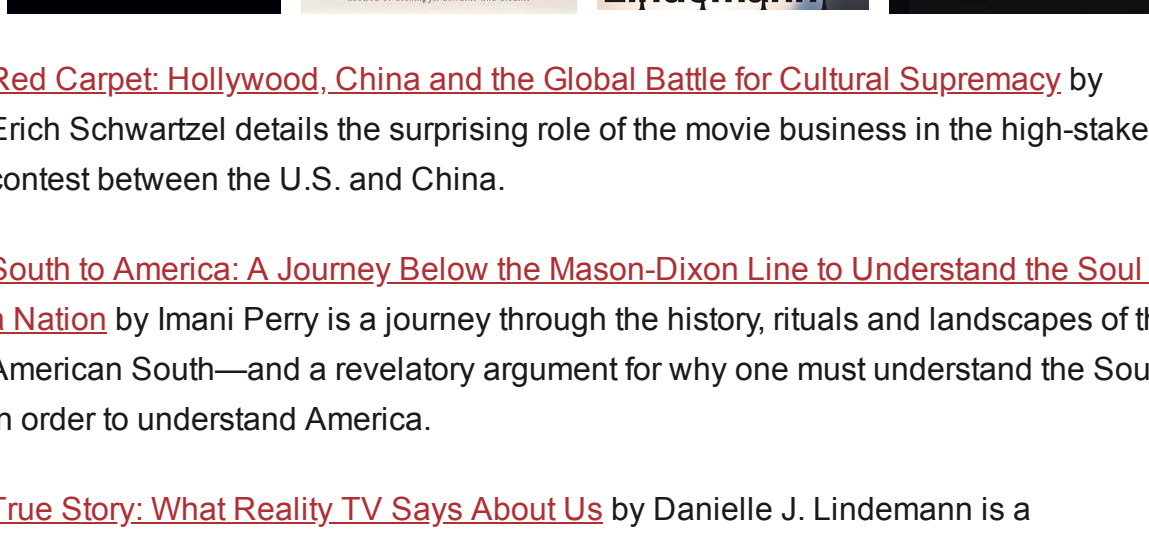 Lindemann
Red Carpet: Hollywood, China and the Global Battle for Cultural Supremacy by
Erich Schwartzel details the surprising role of the movie business in the high-stake
contest between the U.S. and China.
South to America: A Journey Below the Mason-Dixon Line to Understand the Soul
a Nation by Imani Perry is a journey through the history, rituals and landscapes of th
American South—and a revelatory argument for why one must understand the Sou
in order to understand America.
True Story: What Reality TV Says About Us by Danielle J. Lindemann is a